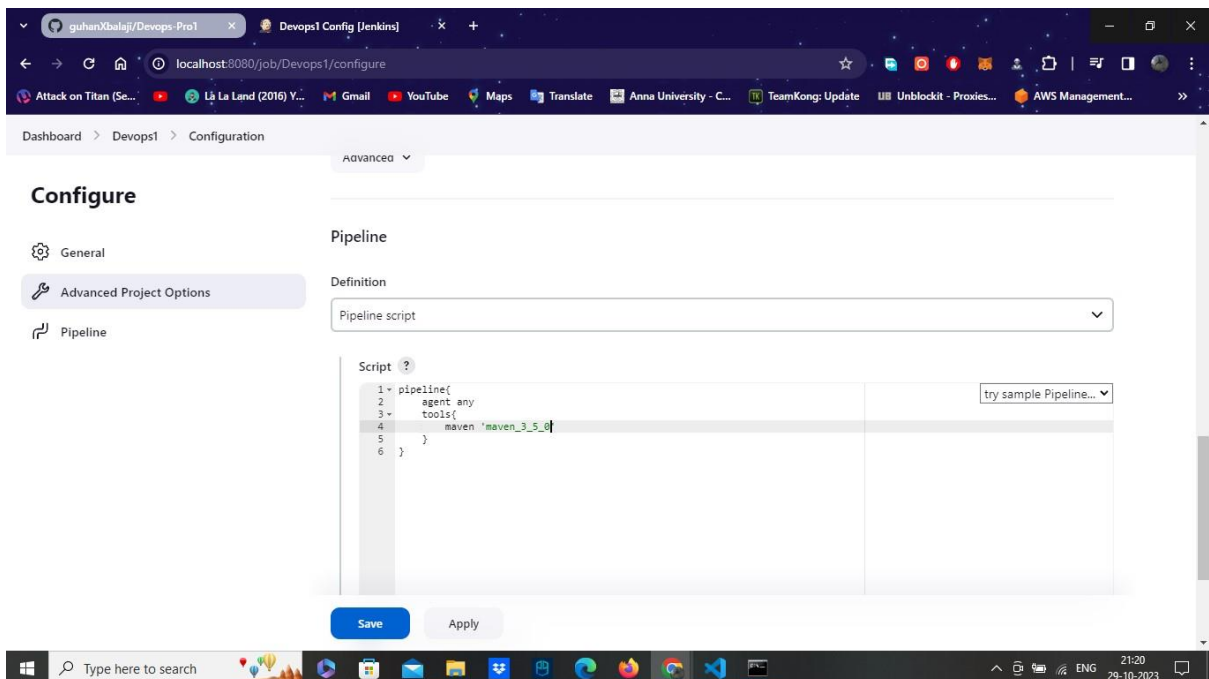 guhanXbalaji/Devops-Pro1
Devops1 Config [Jenkins]
localhost:8080/job/Devops1/configure
Attack on Titan (Se... La La Land (2016) Y... Gmail YouTube Maps Translate Anna University - C... TeamKong: Update Unblockit - Proxies... AWS Management... »
Dashboard > Devops1 > Configuration
Advanced
Configure
General
Advanced Project Options
Pipeline
Pipeline
Definition
Pipeline script
Script ?
try sample Pipeline...
1 pipeline{
2 agent any
3 tools{
4 maven 'maven_3_5_0'
5 }
6 }
Save Apply
Type here to search
ENG
21:20
29-10-2023